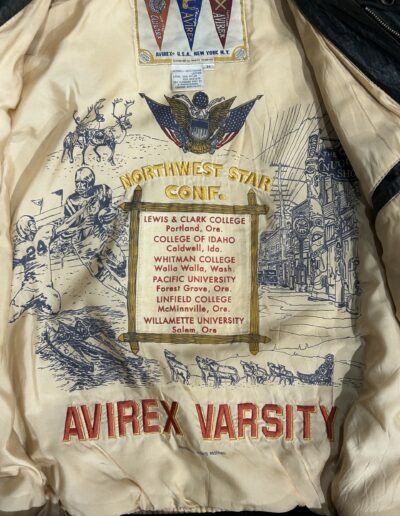 AVIREX
AVIREX U.S.A. NEW YORK N.Y.
NORTHWEST STAR
CONF.
LEWIS & CLARK COLLEGE
Portland, Ore.
COLLEGE OF IDAHO
Caldwell, Ida.
WHITMAN COLLEGE
Walla Walla, Wash.
PACIFIC UNIVERSITY
Forest Grove, Ore.
LINFIELD COLLEGE
McMinnville, Ore.
WILLAMETTE UNIVERSITY
Salem, Ore
AVIREX VARSITY